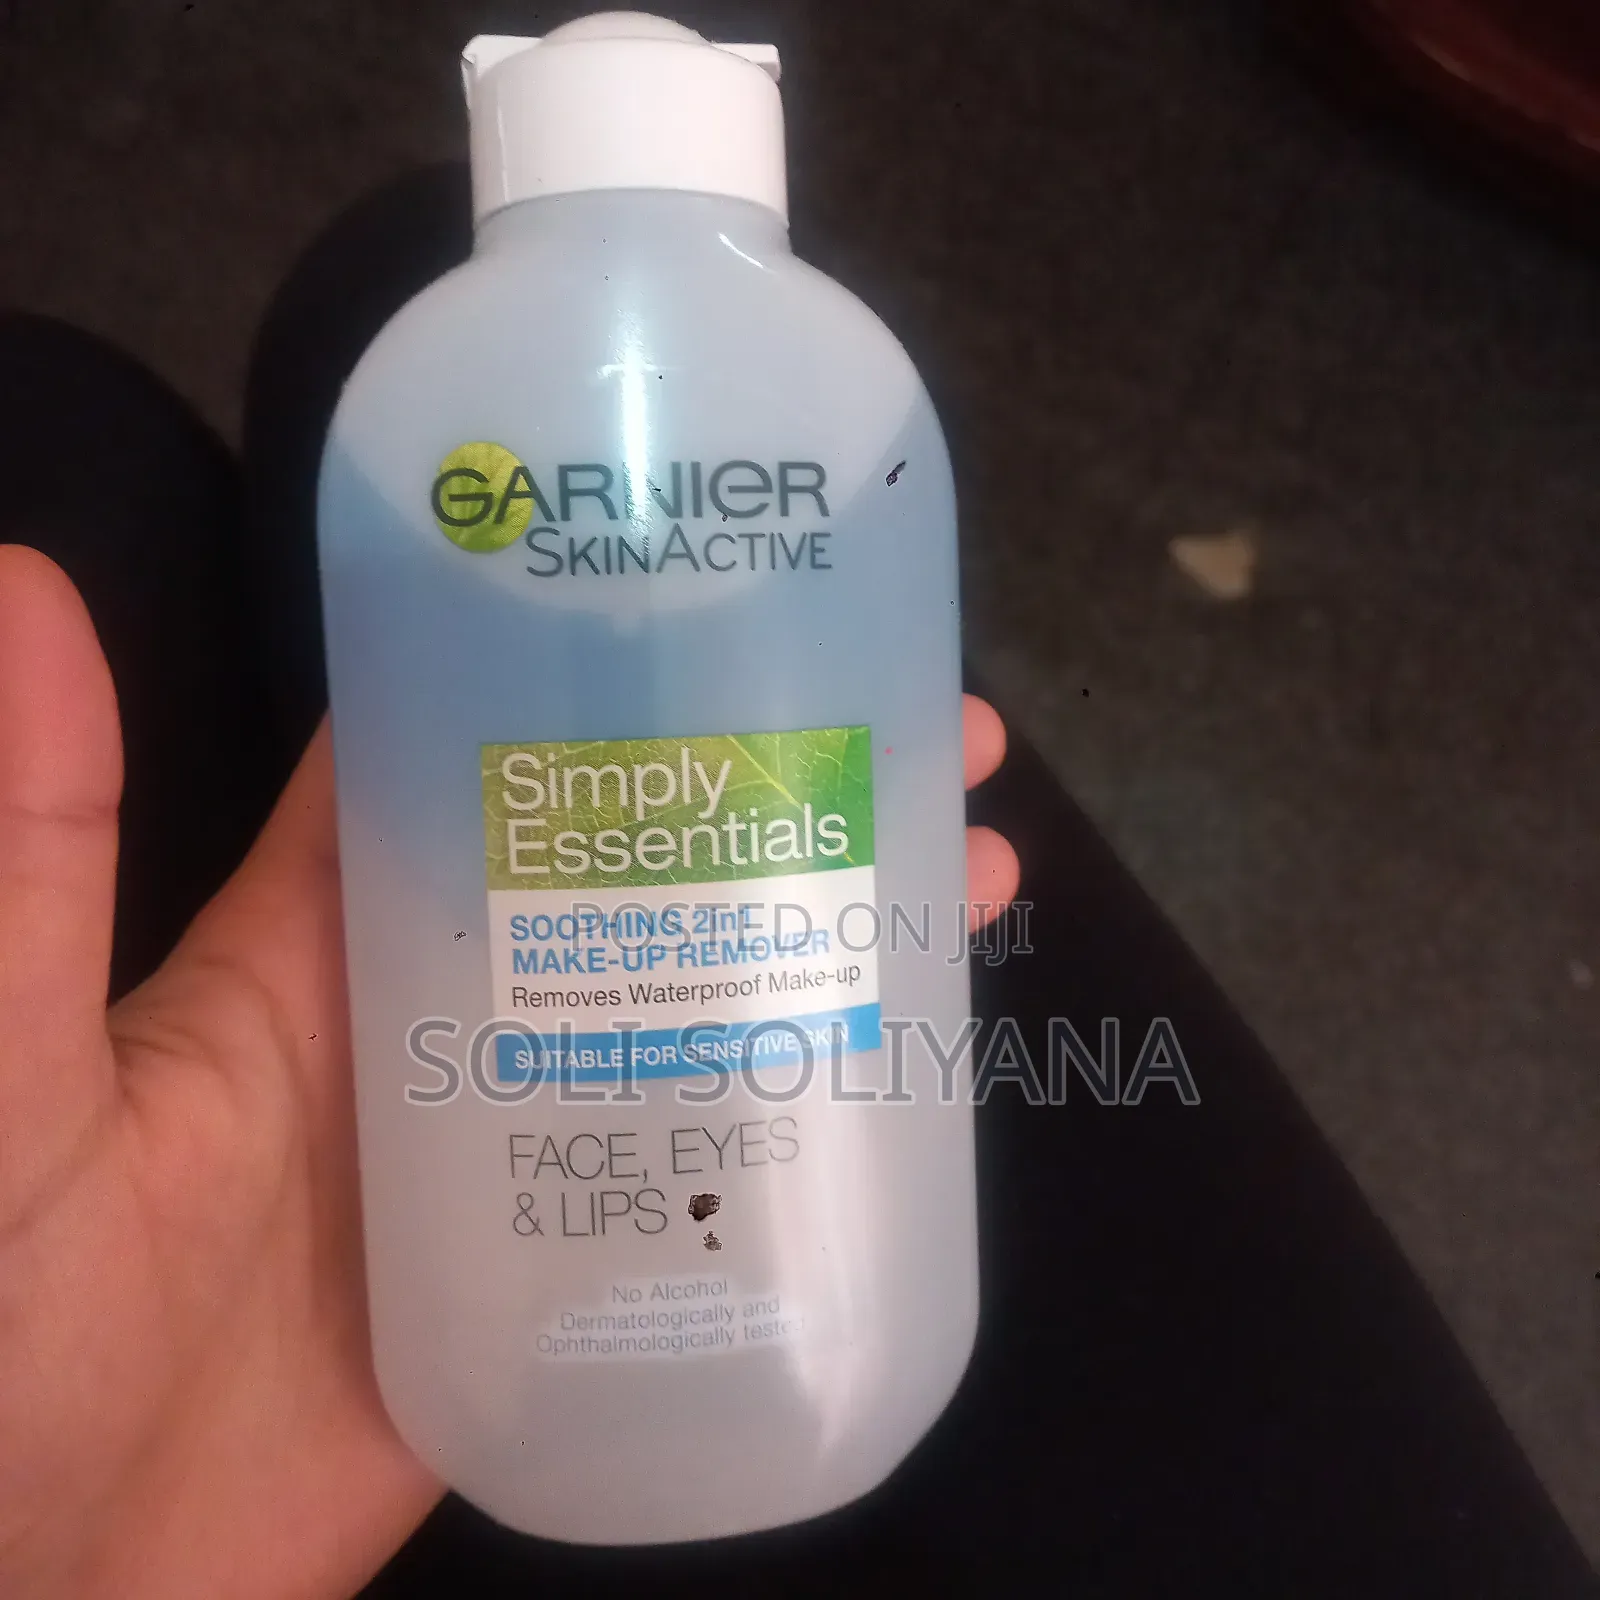 GARNIER
SKINACTIVE
Simply
Essentials
SOOTHING 2in1
MAKE-UP REMOVER
POSTED ON JIJI
Removes Waterproof Make-up
SUITABLE FOR SENSITIVE SKIN
SOLI SOLIYANA
FACE, EYES
& LIPS
No Alcohol
Dermatologically and
Ophthalmologically tested